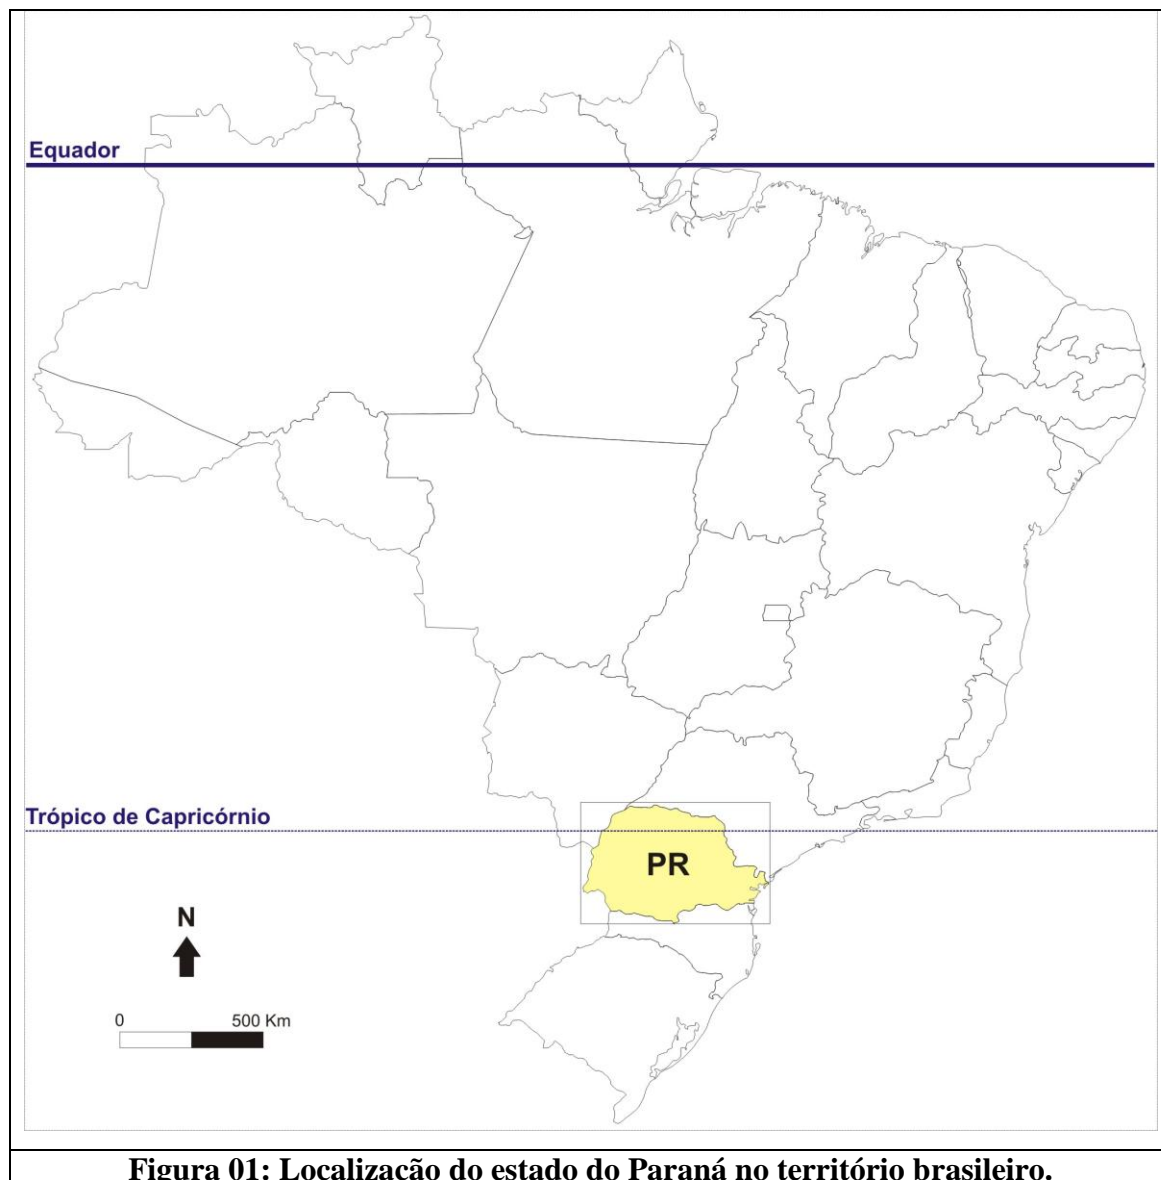 Equador
Trópico de Capricórnio
PR
N
0 500 Km
Figura 01: Localização do estado do Paraná no território brasileiro.